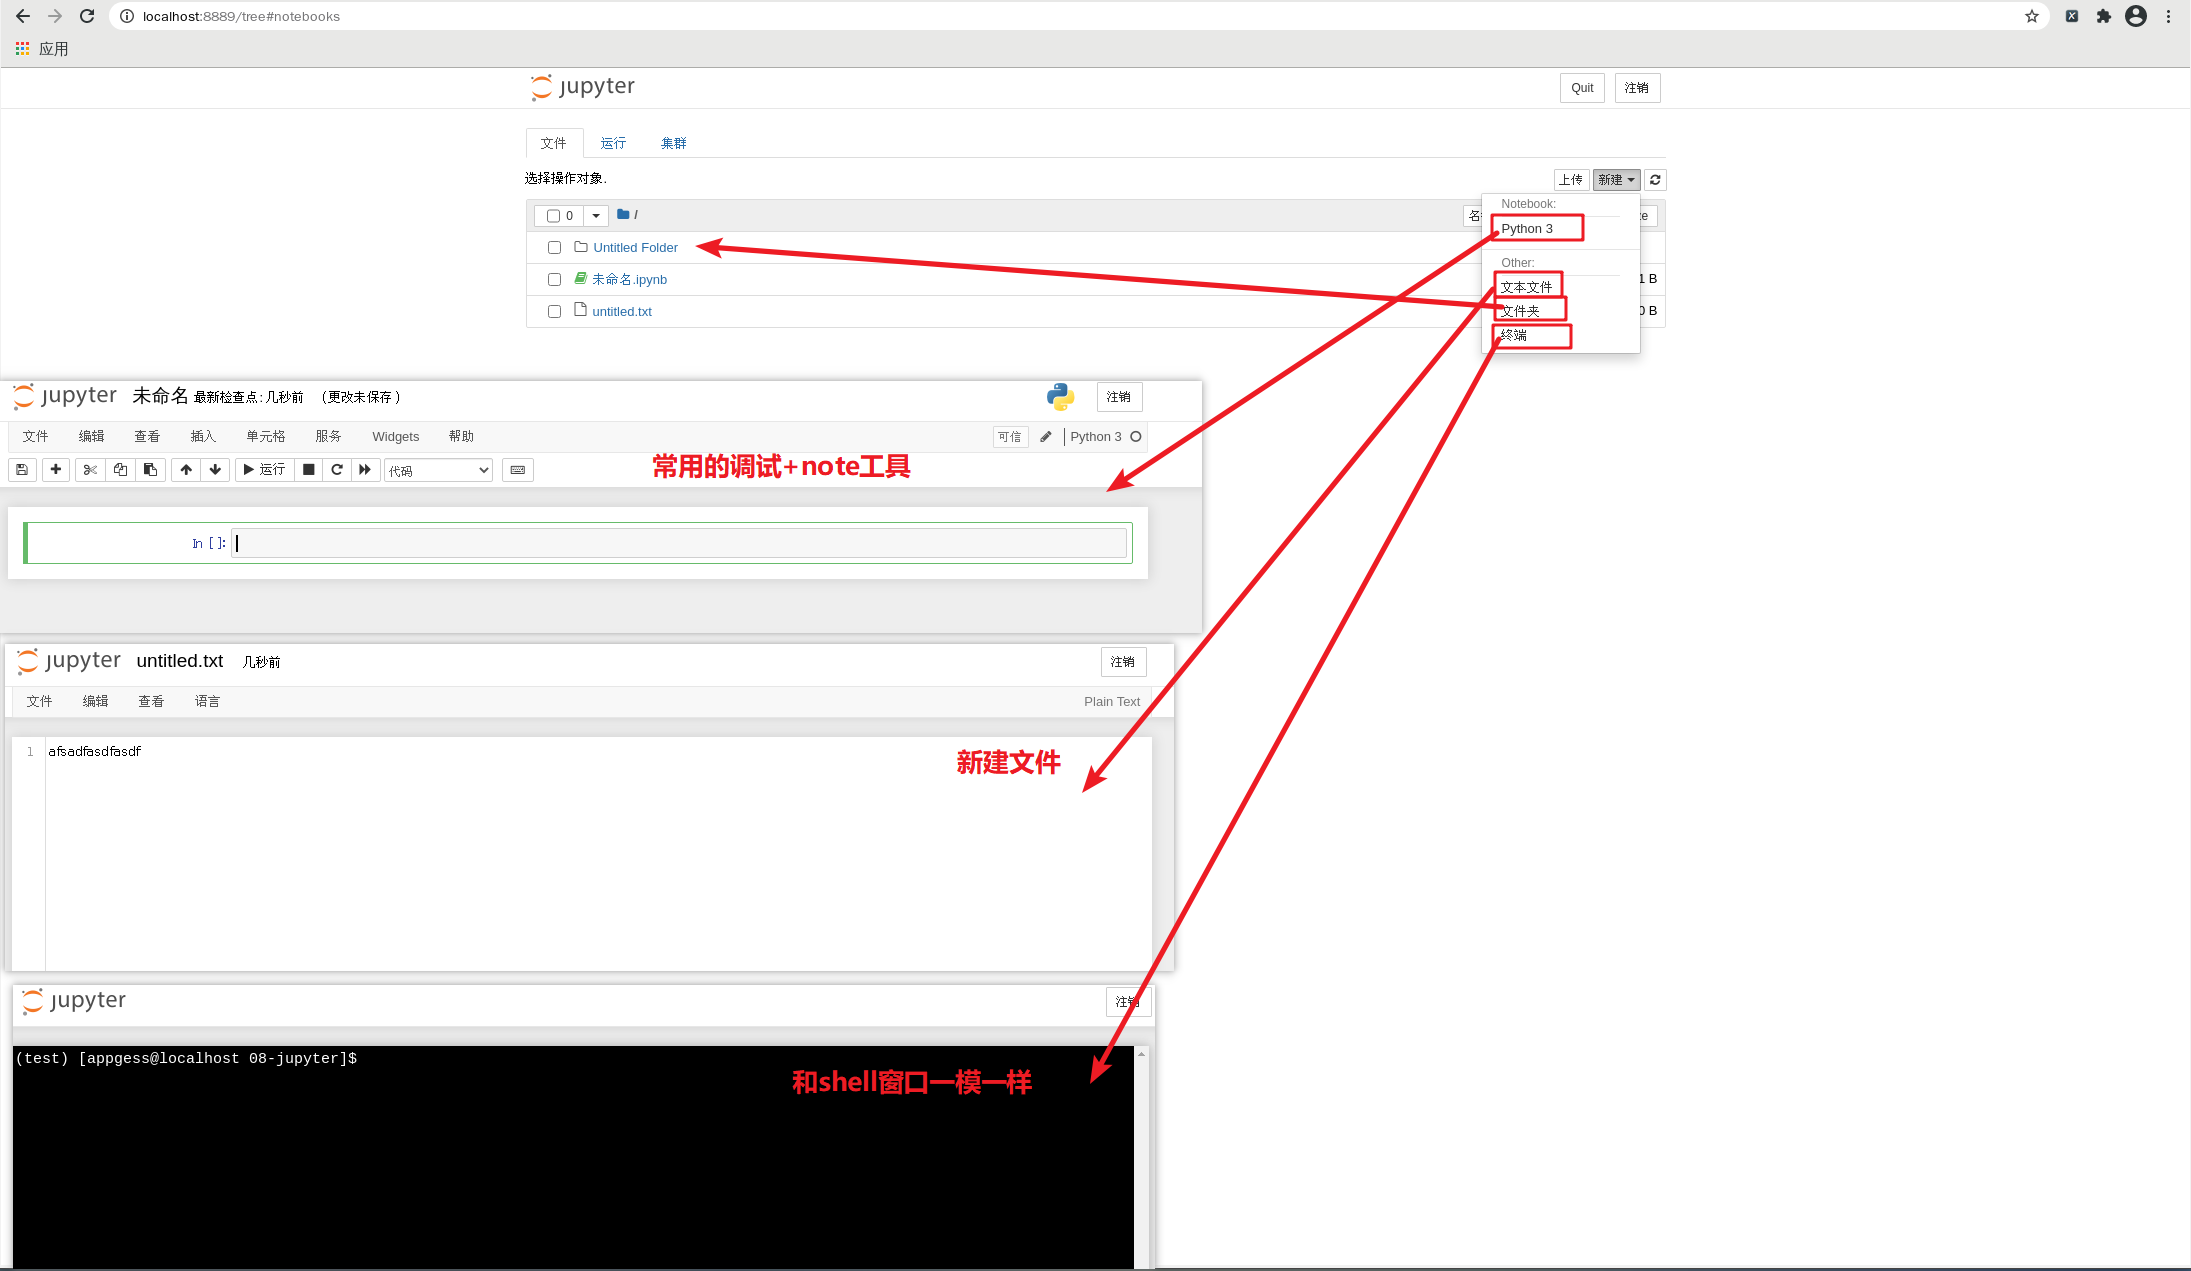 localhost:8889/tree#notebooks
应用
jupyter
Quit
注销
文件
运行
集群
选择操作对象.
上传
新建
0
/
Notebook:
Python 3
Other:
文本文件
文件夹
终端
Untitled Folder
未命名.ipynb
1 B
untitled.txt
0 B
jupyter 未命名 最新检查点: 几秒前 (更改未保存)
注销
文件 编辑 查看 插入 单元格 服务 Widgets 帮助
可信
Python 3
运行
代码
常用的调试+note工具
In [ ]:
jupyter untitled.txt 几秒前
注销
文件 编辑 查看 语言
Plain Text
1 afsadfasdfasdf
新建文件
jupyter
注销
(test) [appgess@localhost 08-jupyter]$
和shell窗口一模一样